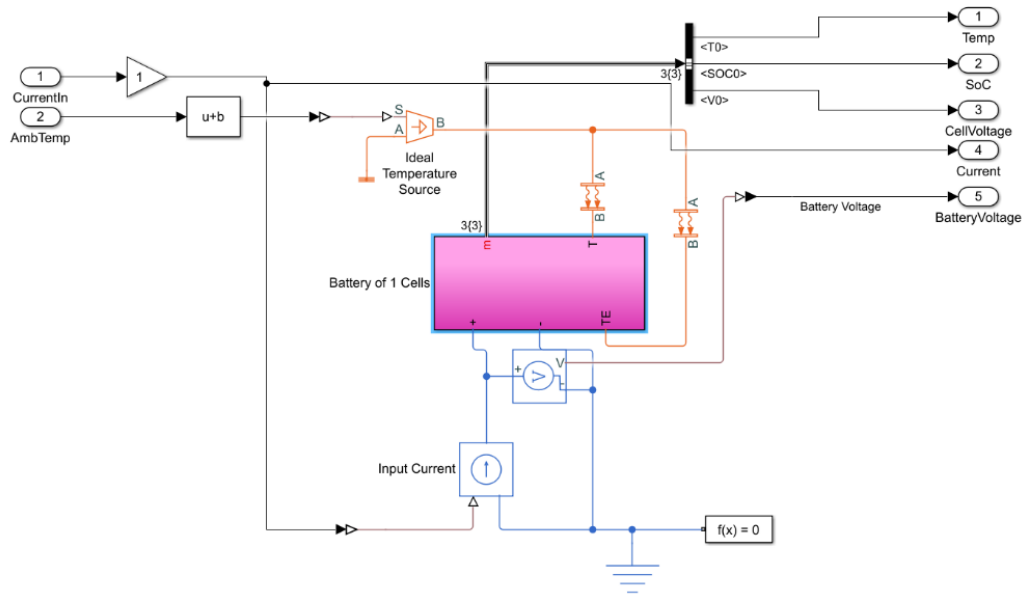 1
Temp
<T0>
3{3}
<SOC0>
2
SoC
1
CurrentIn
1
<V0>
3
CellVoltage
2
AmbTemp
u+b
S
A
B
Ideal
Temperature
Source
4
Current
A
B
A
B
Battery Voltage
5
BatteryVoltage
3{3}
m
T
Battery of 1 Cells
+
-
TE
+
V
-
V
Input Current
f(x) = 0